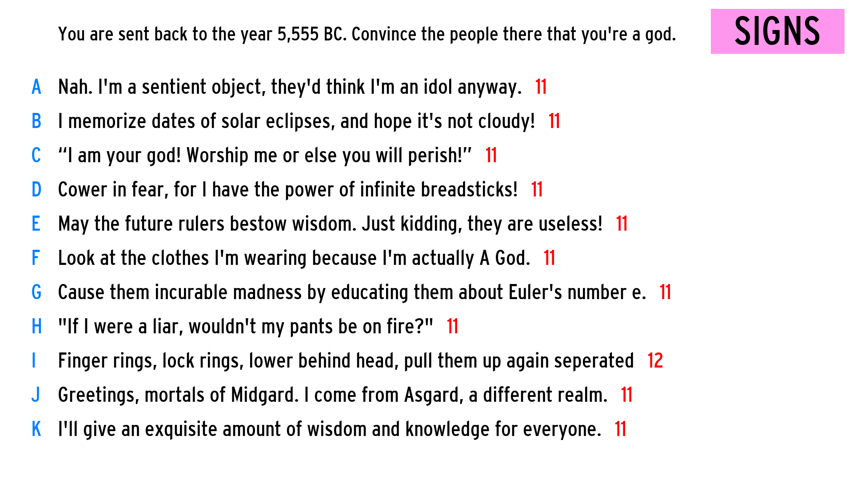 You are sent back to the year 5,555 BC. Convince the people there that you're a god.
SIGNS
A Nah. I'm a sentient object, they'd think I'm an idol anyway. 11
B I memorize dates of solar eclipses, and hope it's not cloudy! 11
C “I am your god! Worship me or else you will perish!” 11
D Cower in fear, for I have the power of infinite breadsticks! 11
E May the future rulers bestow wisdom. Just kidding, they are useless! 11
F Look at the clothes I'm wearing because I'm actually A God. 11
G Cause them incurable madness by educating them about Euler's number e. 11
H "If I were a liar, wouldn't my pants be on fire?" 11
I Finger rings, lock rings, lower behind head, pull them up again seperated 12
J Greetings, mortals of Midgard. I come from Asgard, a different realm. 11
K I'll give an exquisite amount of wisdom and knowledge for everyone. 11